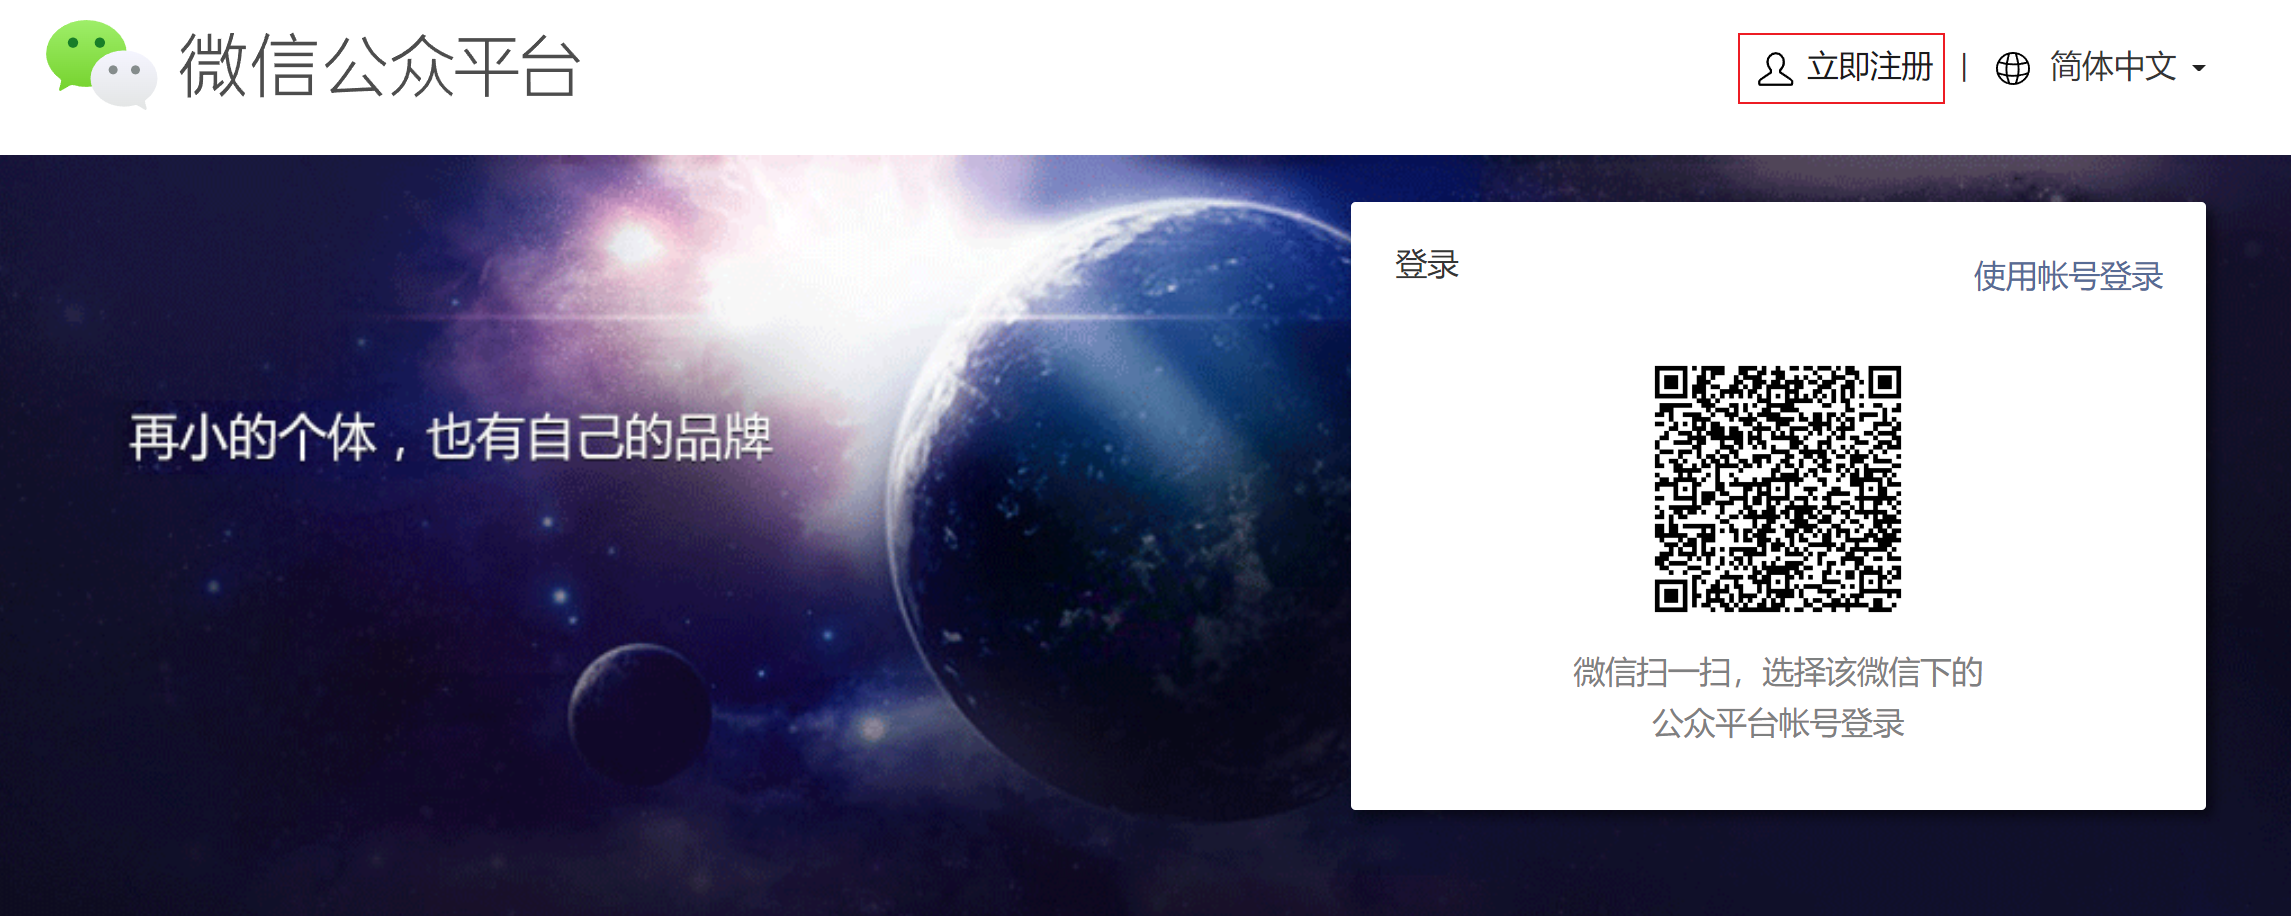 微信公众平台
立即注册 | 简体中文
登录
使用帐号登录
再小的个体，也有自己的品牌
微信扫一扫，选择该微信下的
公众平台帐号登录